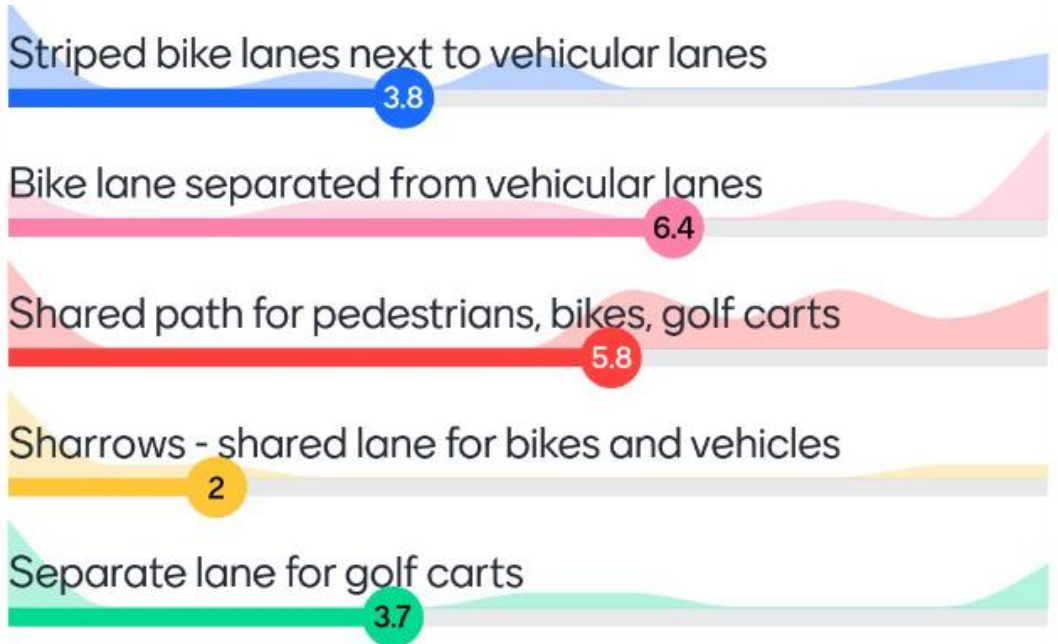 Striped bike lanes next to vehicular lanes
3.8
Bike lane separated from vehicular lanes
6.4
Shared path for pedestrians, bikes, golf carts
5.8
Sharrows - shared lane for bikes and vehicles
2
Separate lane for golf carts
3.7